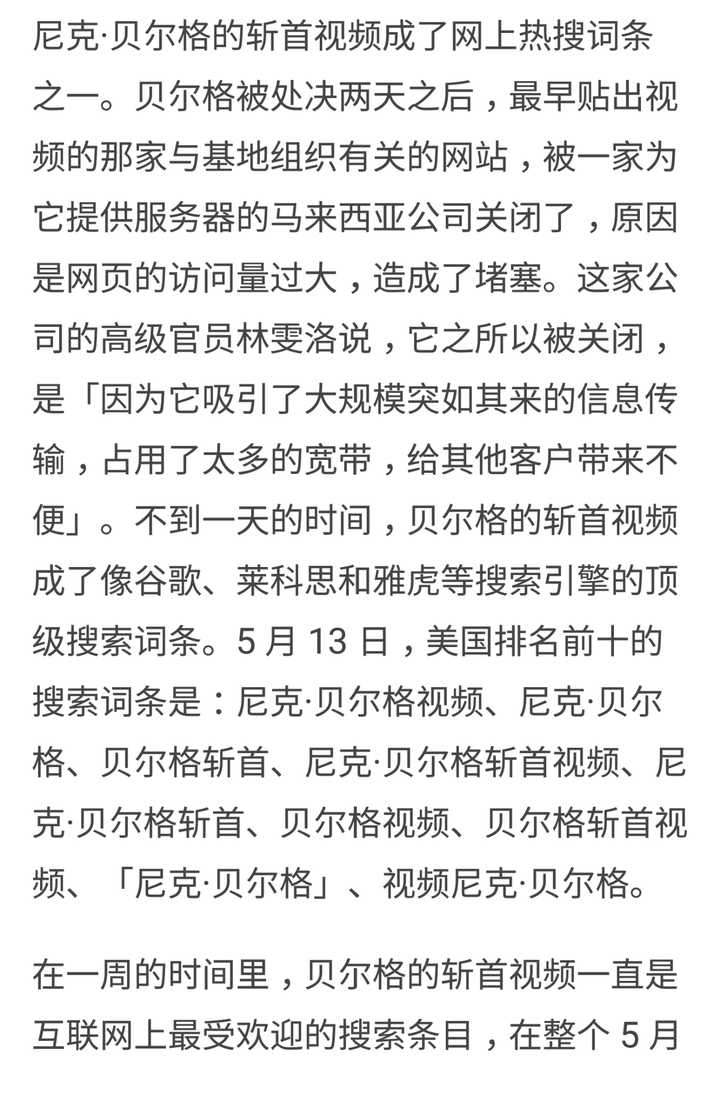 尼克·贝尔格的斩首视频成了网上热搜词条
之一。贝尔格被处决两天之后，最早贴出视
频的那家与基地组织有关的网站，被一家为
它提供服务器的马来西亚公司关闭了，原因
是网页的访问量过大，造成了堵塞。这家公
司的高级官员林雯洛说，它之所以被关闭，
是「因为它吸引了大规模突如其来的信息传
输，占用了太多的宽带，给其他客户带来不
便」。不到一天的时间，贝尔格的斩首视频
成了像谷歌、莱科思和雅虎等搜索引擎的顶
级搜索词条。5 月 13 日，美国排名前十的
搜索词条是：尼克·贝尔格视频、尼克·贝尔
格、贝尔格斩首、尼克·贝尔格斩首视频、尼
克·贝尔格斩首、贝尔格视频、贝尔格斩首视
频、「尼克·贝尔格」、视频尼克·贝尔格。
在一周的时间里，贝尔格的斩首视频一直是
互联网上最受欢迎的搜索条目，在整个 5 月